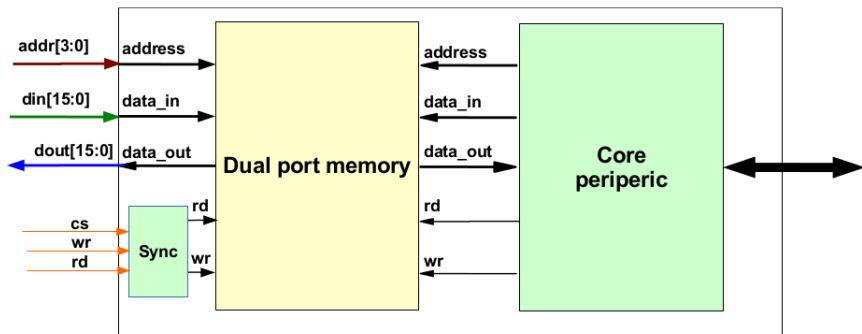 addr[3:0]
address
address
din[15:0]
data_in
data_in
dout[15:0]
data_out
Dual port memory
data_out
Core
periperic
rd
rd
cs
wr
rd
Sync
wr
wr